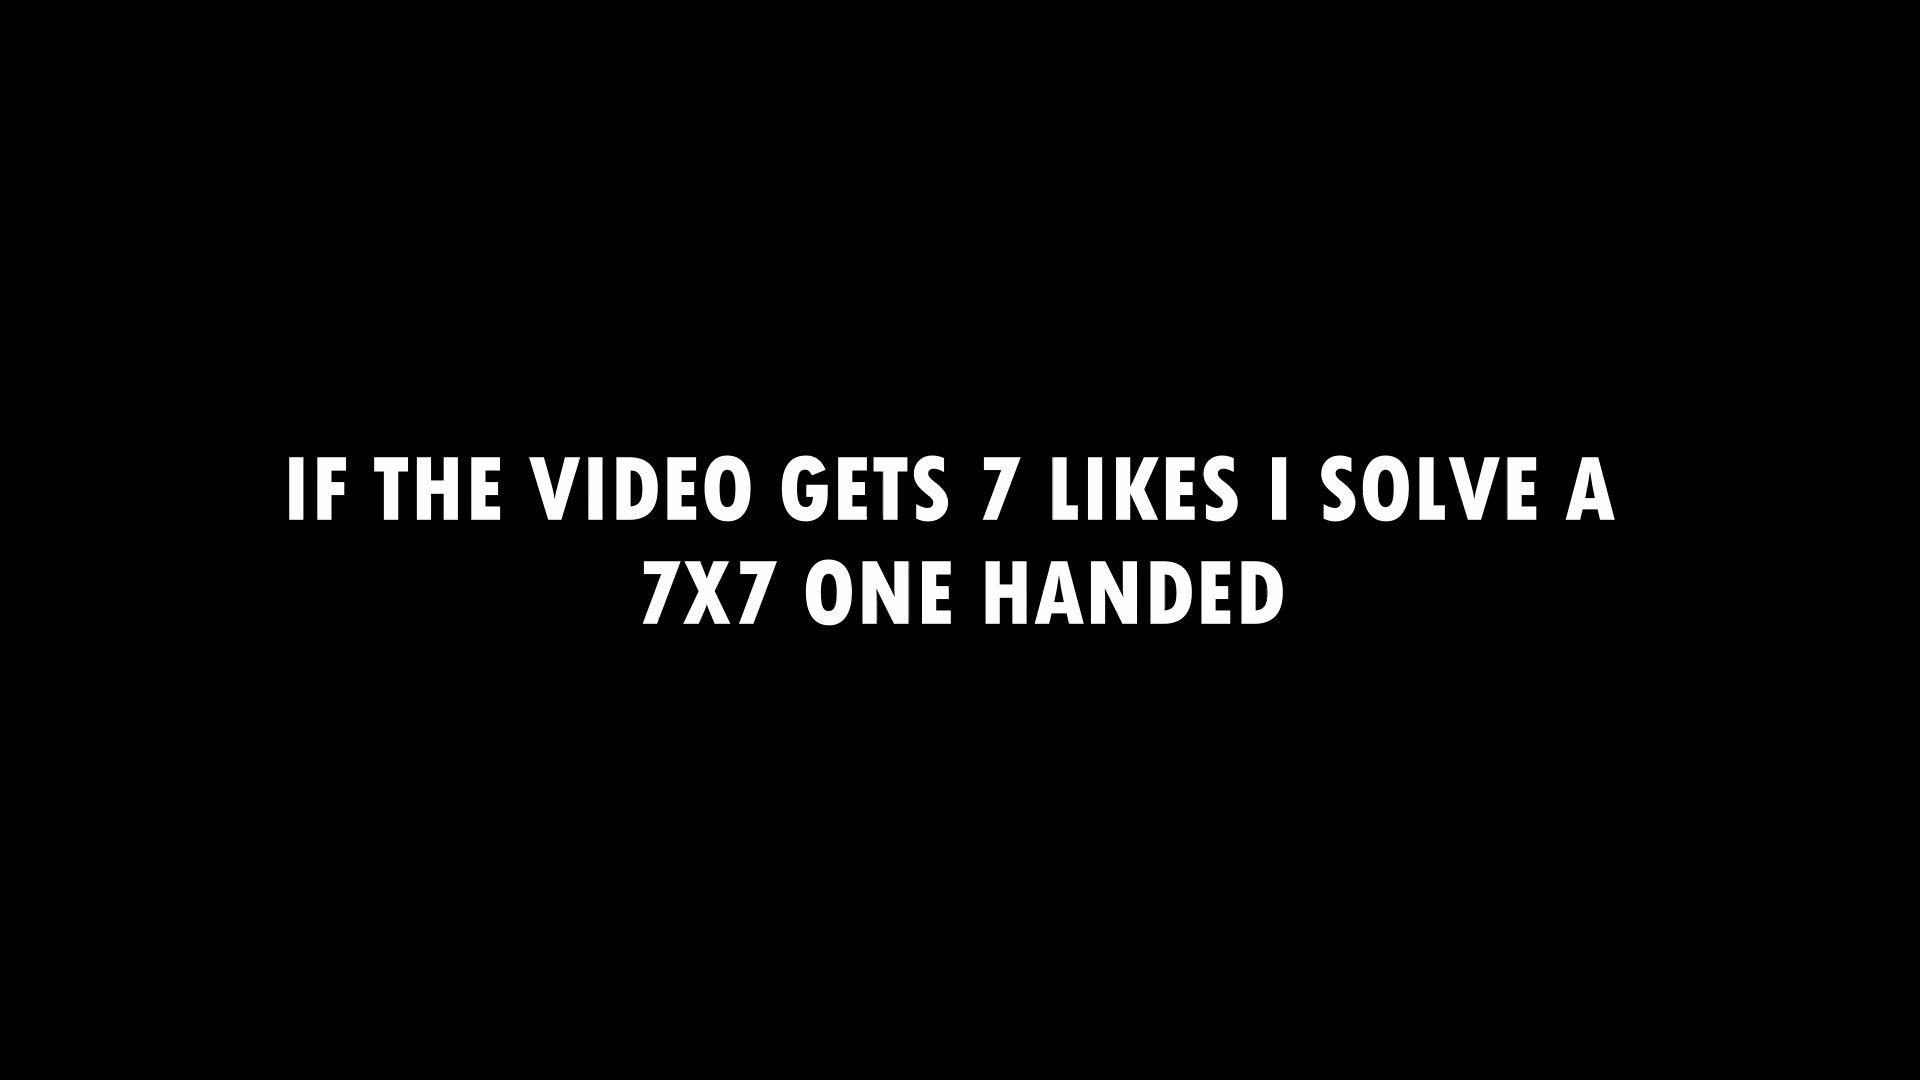 IF THE VIDEO GETS 7 LIKES I SOLVE A
7X7 ONE HANDED